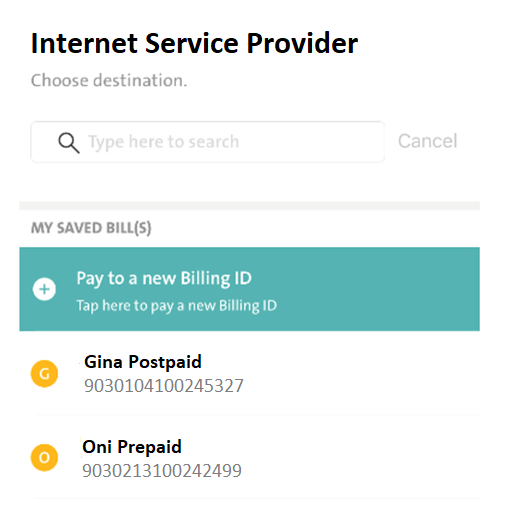 Internet Service Provider
Choose destination.
Type here to search
Cancel
MY SAVED BILL(S)
Pay to a new Billing ID
Tap here to pay a new Billing ID
G
Gina Postpaid
9030104100245327
O
Oni Prepaid
9030213100242499